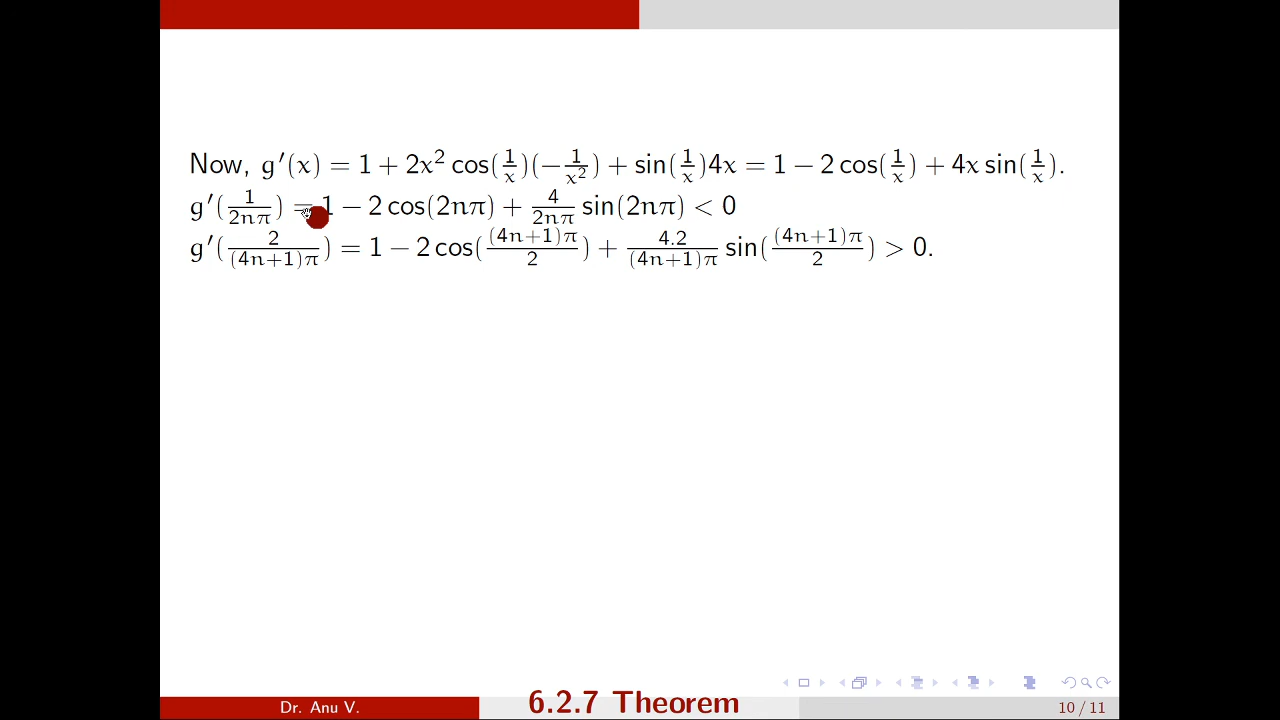 Now, g′(x) = 1 + 2x² cos(1/x)(−1/x²) + sin(1/x)4x = 1 − 2 cos(1/x) + 4x sin(1/x).
g′(1/2nπ) = 1 − 2 cos(2nπ) + 4/2nπ sin(2nπ) < 0
g′(2/(4n+1)π) = 1 − 2 cos((4n+1)π/2) + 4.2/(4n+1)π sin((4n+1)π/2) > 0.
Dr. Anu V.
6.2.7 Theorem
10 / 11